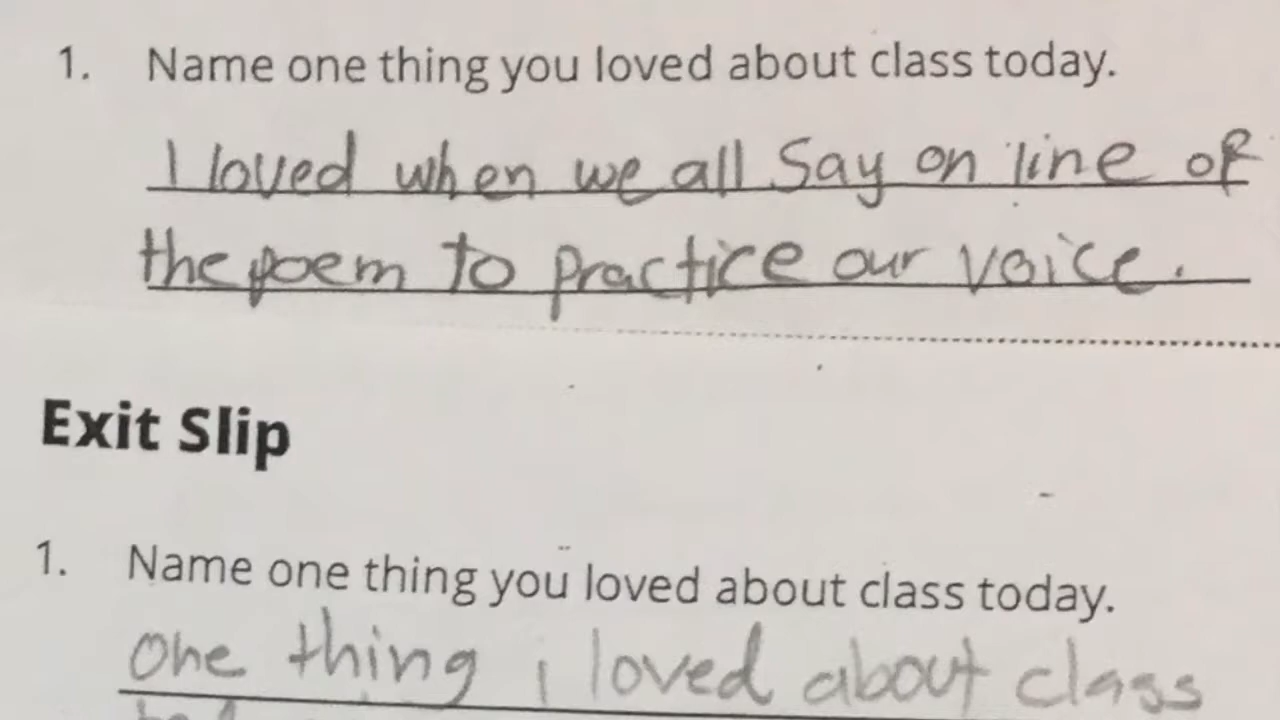 1. Name one thing you loved about class today.
I loved when we all Say on line of
the poem to practice our voice.
Exit Slip
1. Name one thing you loved about class today.
One thing i loved about class